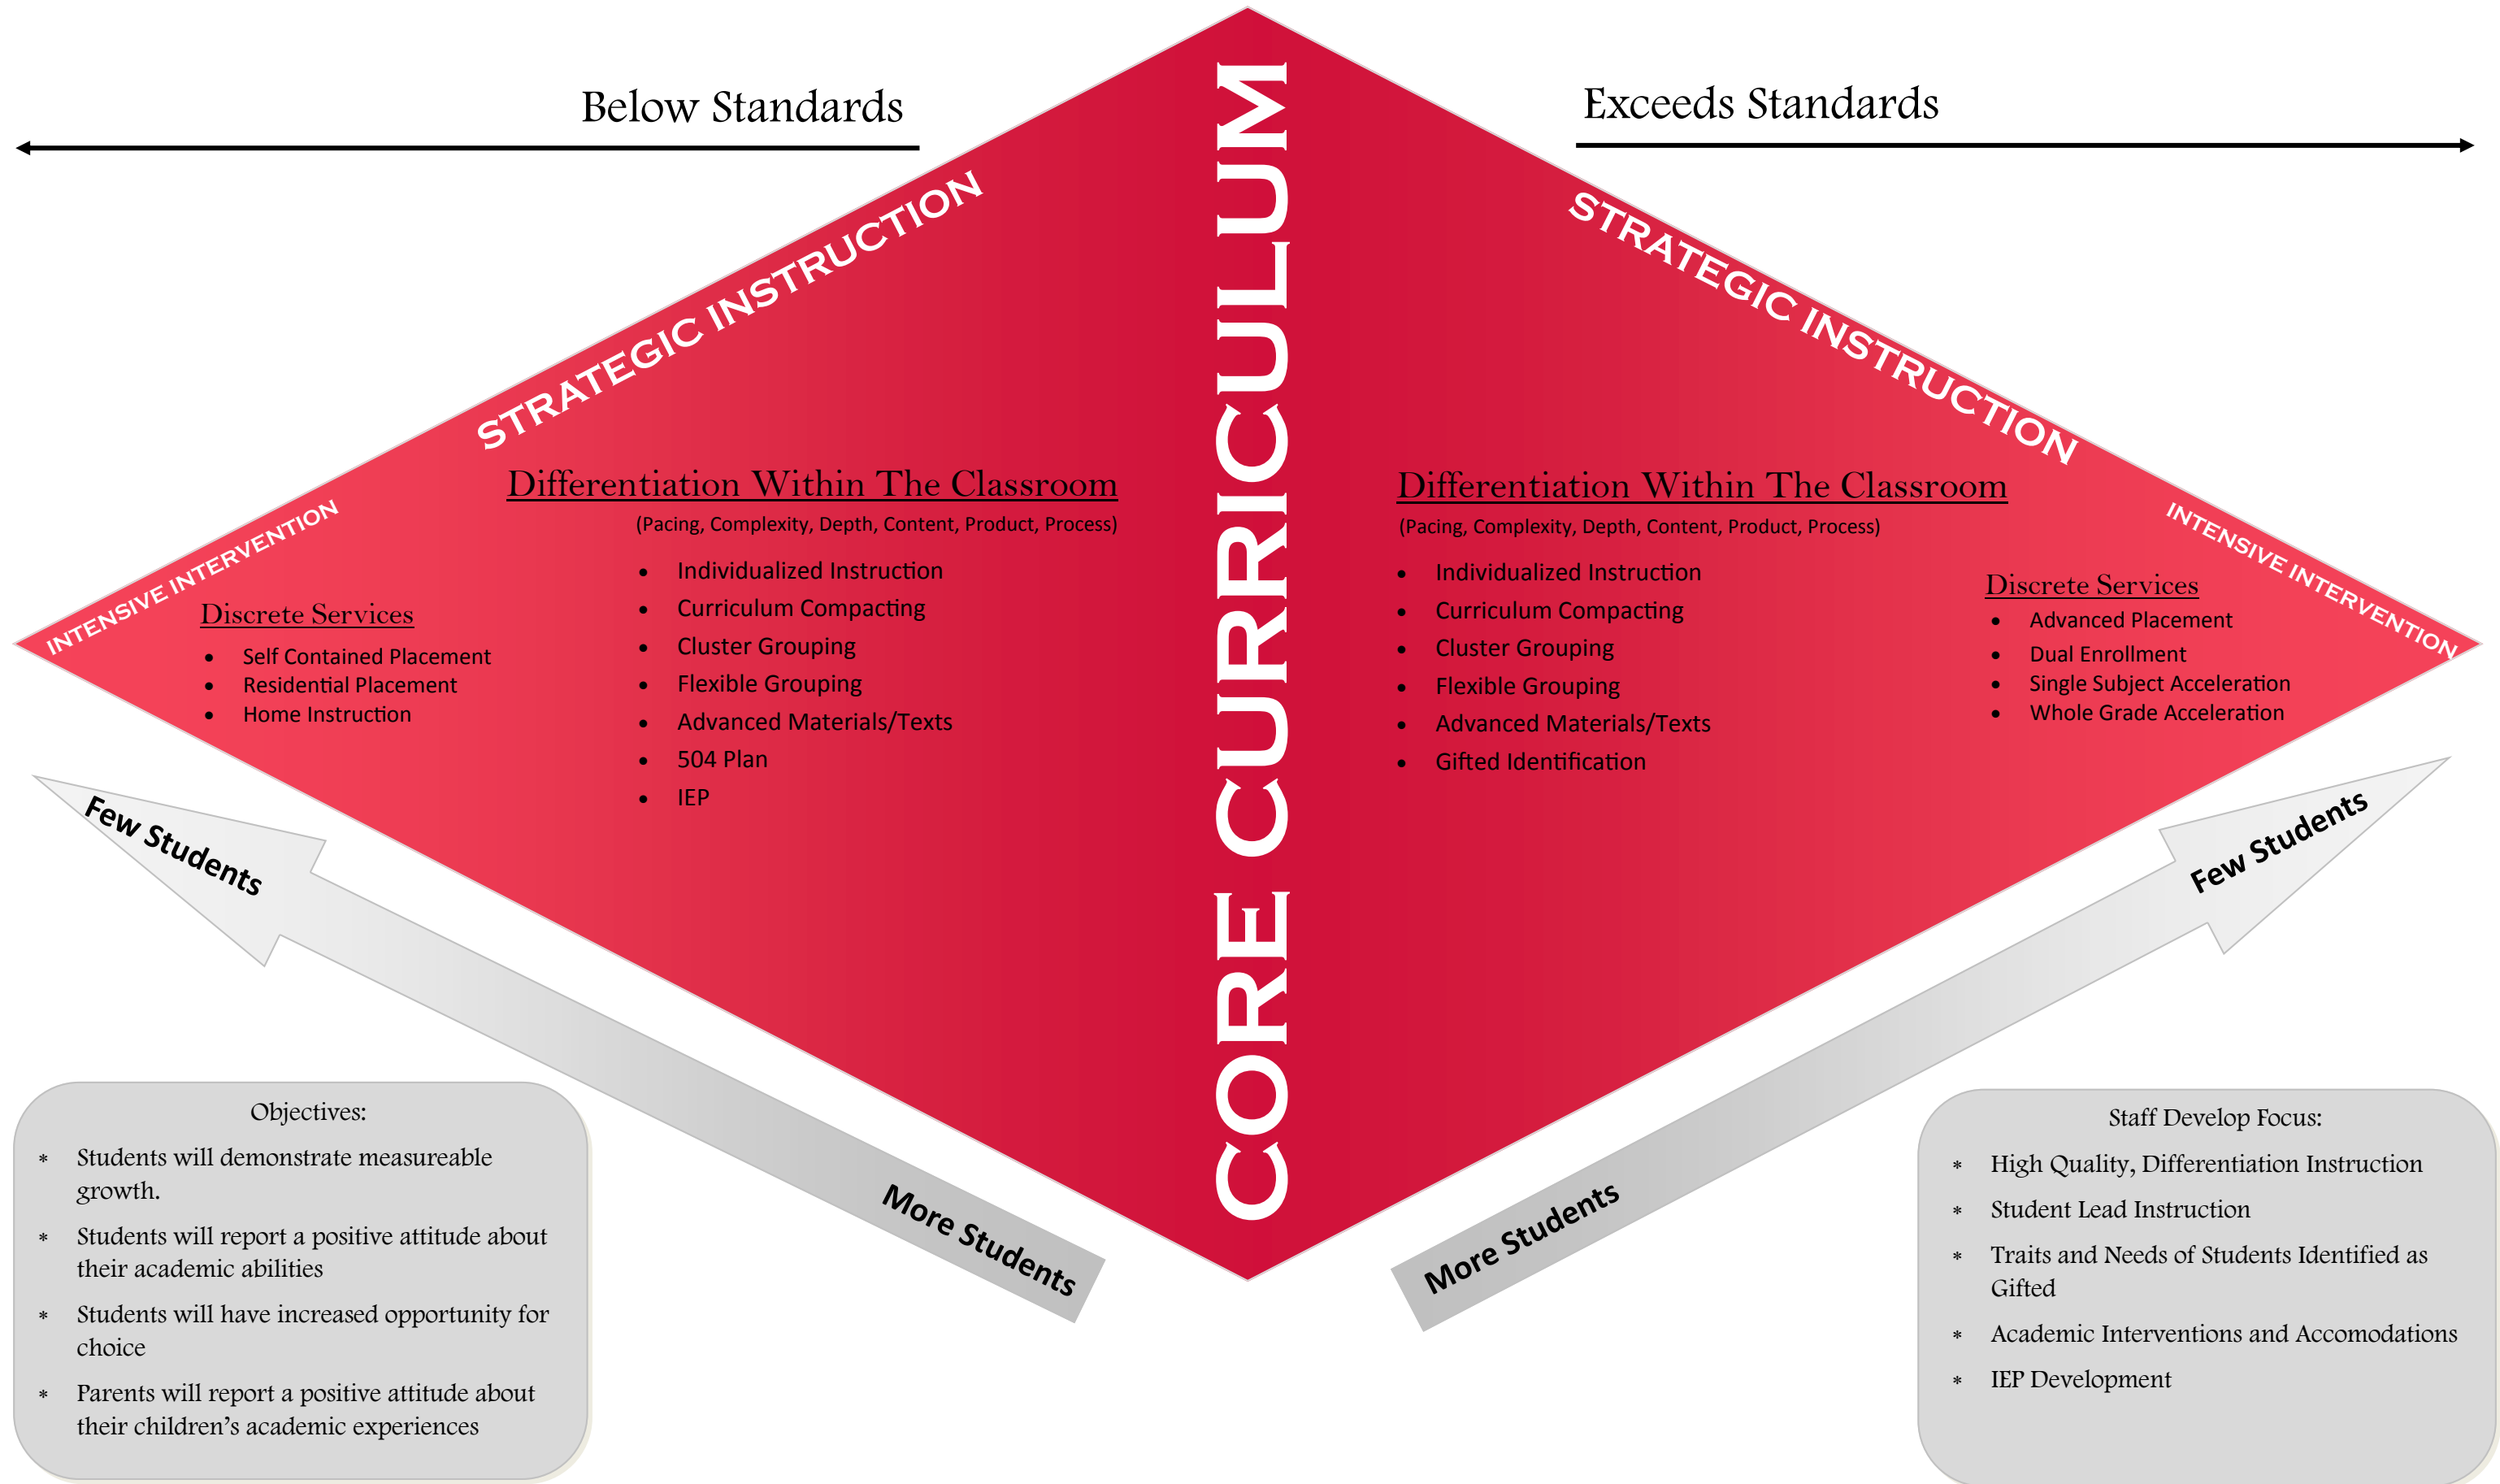 Below Standards
Exceeds Standards
CORE CURRICULUM
STRATEGIC INSTRUCTION
STRATEGIC INSTRUCTION
INTENSIVE INTERVENTION
INTENSIVE INTERVENTION
Discrete Services
• Self Contained Placement
• Residential Placement
• Home Instruction
Differentiation Within The Classroom
(Pacing, Complexity, Depth, Content, Product, Process)
• Individualized Instruction
• Curriculum Compacting
• Cluster Grouping
• Flexible Grouping
• Advanced Materials/Texts
• 504 Plan
• IEP
Differentiation Within The Classroom
(Pacing, Complexity, Depth, Content, Product, Process)
• Individualized Instruction
• Curriculum Compacting
• Cluster Grouping
• Flexible Grouping
• Advanced Materials/Texts
• Gifted Identification
Discrete Services
• Advanced Placement
• Dual Enrollment
• Single Subject Acceleration
• Whole Grade Acceleration
Few Students
More Students
More Students
Few Students
Objectives:
* Students will demonstrate measureable
growth.
* Students will report a positive attitude about
their academic abilities
* Students will have increased opportunity for
choice
* Parents will report a positive attitude about
their children's academic experiences
Staff Develop Focus:
* High Quality, Differentiation Instruction
* Student Lead Instruction
* Traits and Needs of Students Identified as
Gifted
* Academic Interventions and Accomodations
* IEP Development